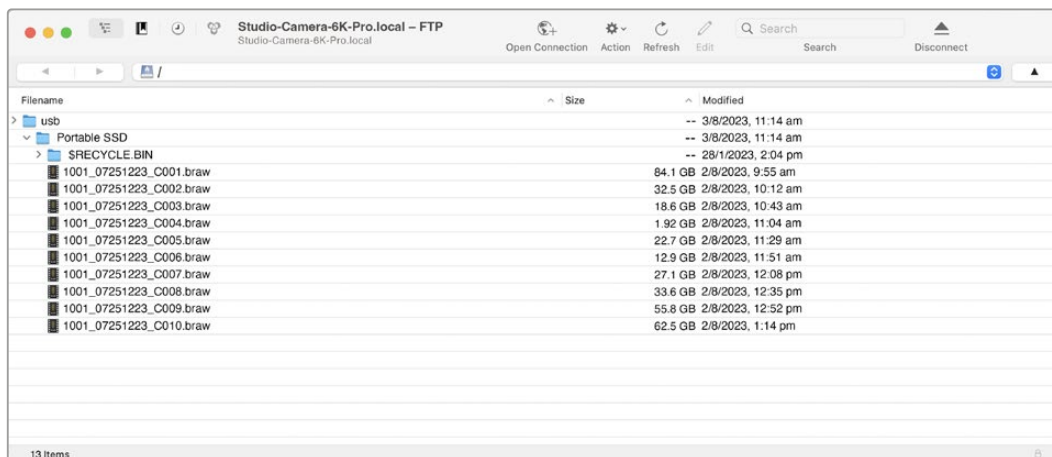 Studio-Camera-6K-Pro.local – FTP
Studio-Camera-6K-Pro.local
Open Connection Action Refresh Edit Search Disconnect
Search
/
Filename Size Modified
usb -- 3/8/2023, 11:14 am
Portable SSD -- 3/8/2023, 11:14 am
$RECYCLE.BIN -- 28/1/2023, 2:04 pm
1001_07251223_C001.braw 84.1 GB 2/8/2023, 9:55 am
1001_07251223_C002.braw 32.5 GB 2/8/2023, 10:12 am
1001_07251223_C003.braw 18.6 GB 2/8/2023, 10:43 am
1001_07251223_C004.braw 1.92 GB 2/8/2023, 11:04 am
1001_07251223_C005.braw 22.7 GB 2/8/2023, 11:29 am
1001_07251223_C006.braw 12.9 GB 2/8/2023, 11:51 am
1001_07251223_C007.braw 27.1 GB 2/8/2023, 12:08 pm
1001_07251223_C008.braw 33.6 GB 2/8/2023, 12:35 pm
1001_07251223_C009.braw 55.8 GB 2/8/2023, 12:52 pm
1001_07251223_C010.braw 62.5 GB 2/8/2023, 1:14 pm
13 Items